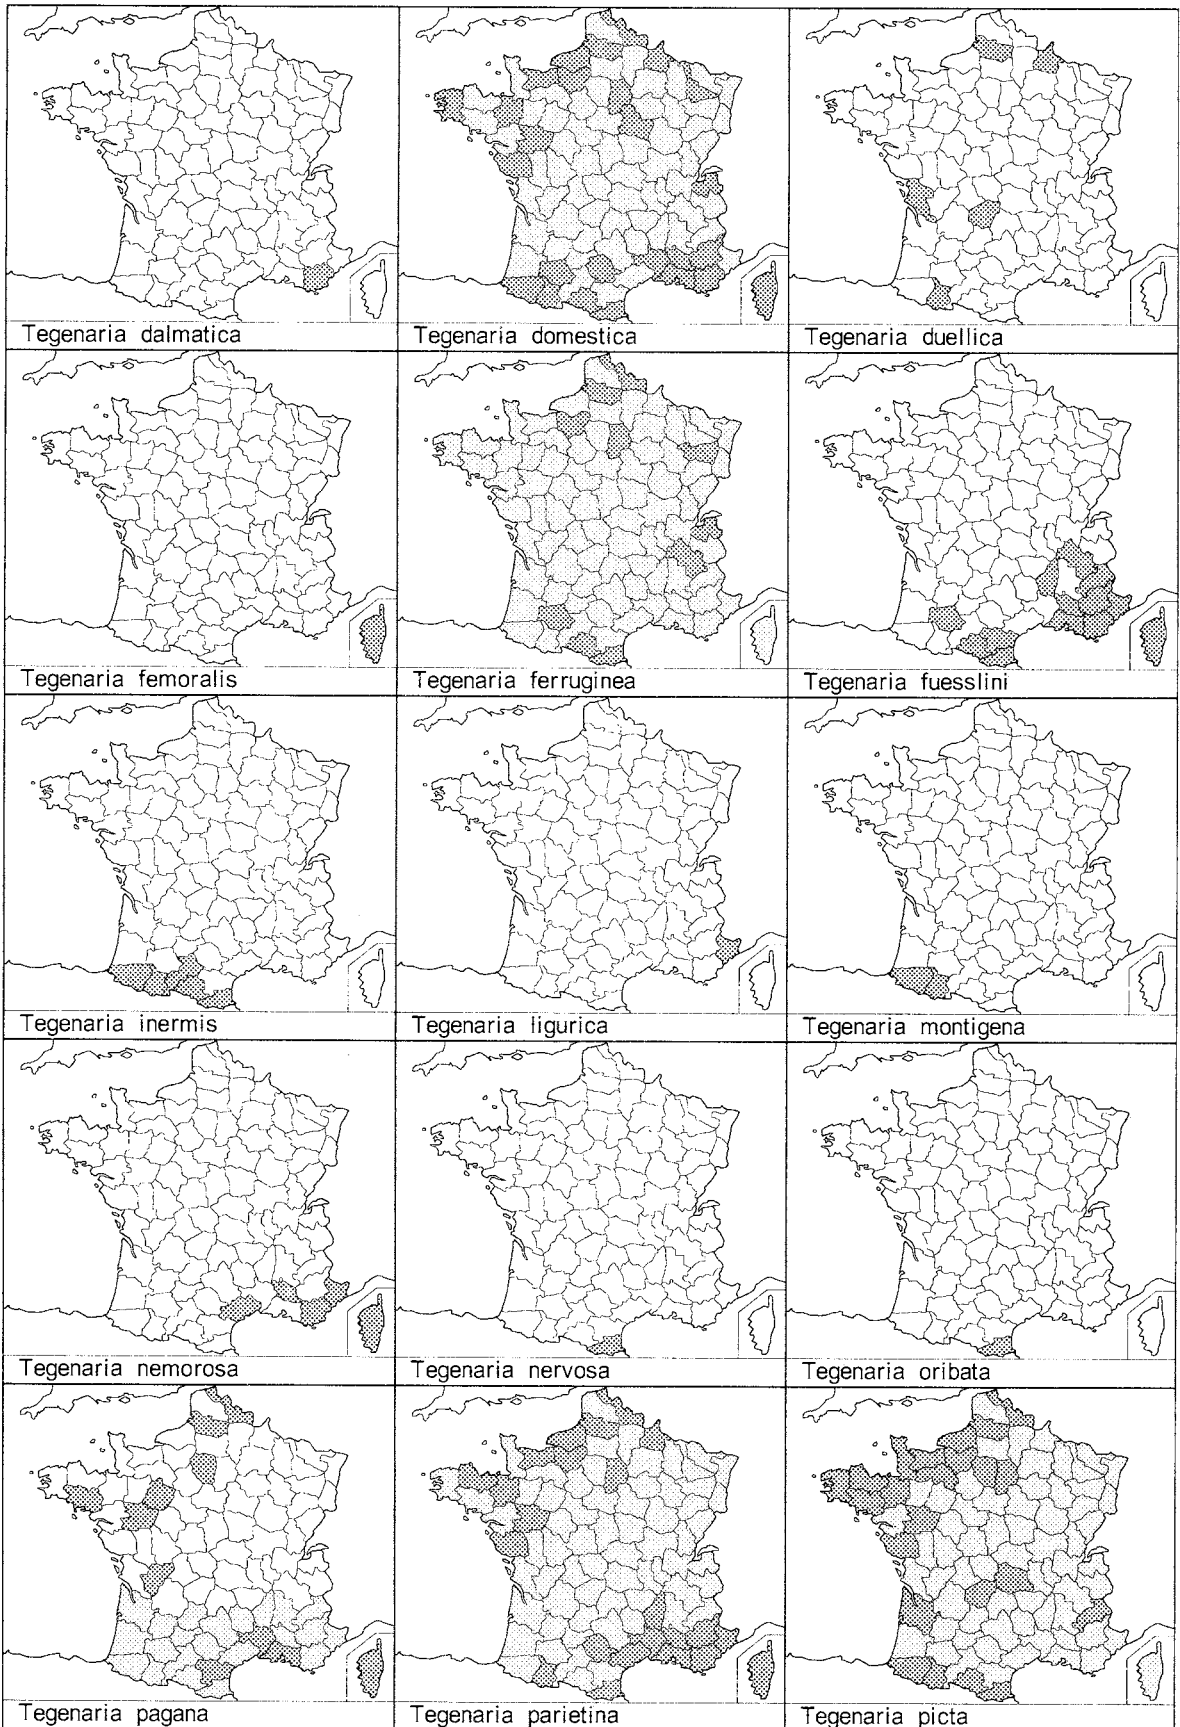 Tegenaria dalmatica
Tegenaria domestica
Tegenaria duellica
Tegenaria femoralis
Tegenaria ferruginea
Tegenaria fuesslini
Tegenaria inermis
Tegenaria ligurica
Tegenaria montigena
Tegenaria nemorosa
Tegenaria nervosa
Tegenaria oribata
Tegenaria pagana
Tegenaria parietina
Tegenaria picta